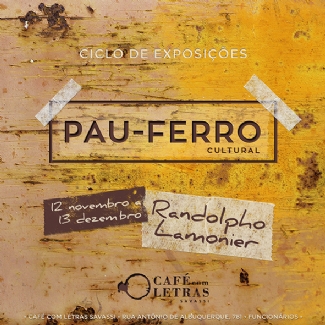 CICLO DE EXPOSIÇÕES
PAU-FERRO
CULTURAL
12 novembro a
13 dezembro
Randolpho
Lamonier
CAFÉ com
LETRAS
SAVASSI
- CAFÉ COM LETRAS SAVASSI - RUA ANTÔNIO DE ALBUQUERQUE, 781 - FUNCIONÁRIOS -